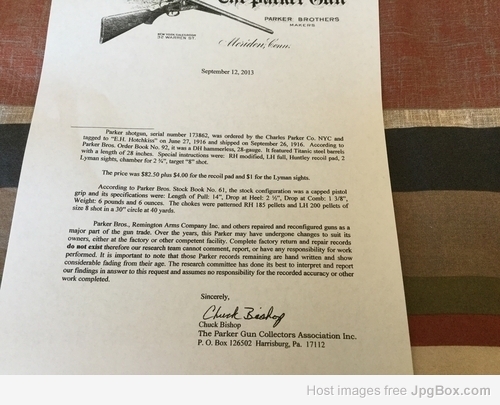 The Parker Gun
PARKER BROTHERS
MAKERS
NEW YORK SALESROOM
32 WARREN ST.
Meriden, Conn.
September 12, 2013
Parker shotgun, serial number 173862, was ordered by the Charles Parker Co. NYC and
tagged to "E.H. Hotchkiss" on June 27, 1916 and shipped on September 26, 1916. According to
Parker Bros. Order Book No. 92, it was a DH hammerless, 28-gauge. It featured Titanic steel barrels
with a length of 28 inches. Special instructions were: RH modified, LH full, Huntley recoil pad, 2
Lyman sights, chamber for 2 ⅞", target "8" shot.
The price was $82.50 plus $4.00 for the recoil pad and $1 for the Lyman sights.
According to Parker Bros. Stock Book No. 61, the stock configuration was a capped pistol
grip and its specifications were: Length of Pull: 14", Drop at Heel: 2 ½", Drop at Comb: 1 3/8",
Weight: 6 pounds and 6 ounces. The chokes were patterned RH 185 pellets and LH 200 pellets of
size 8 shot in a 30" circle at 40 yards.
Parker Bros., Remington Arms Company Inc. and others repaired and reconfigured guns as a
major part of the gun trade. Over the years, this Parker may have undergone changes to suit its
owners, either at the factory or other competent facility. Complete factory return and repair records
do not exist therefore our research team cannot comment, report, or have any responsibility for work
performed. It is important to note that those Parker records remaining are hand written and show
considerable fading from their age. The research committee has done its best to interpret and report
our findings in answer to this request and assumes no responsibility for the recorded accuracy or other
work completed.
Sincerely,
Chuck Bishop
Chuck Bishop
The Parker Gun Collectors Association Inc.
P. O. Box 126502 Harrisburg, Pa. 17112
Host images free JpgBox.com